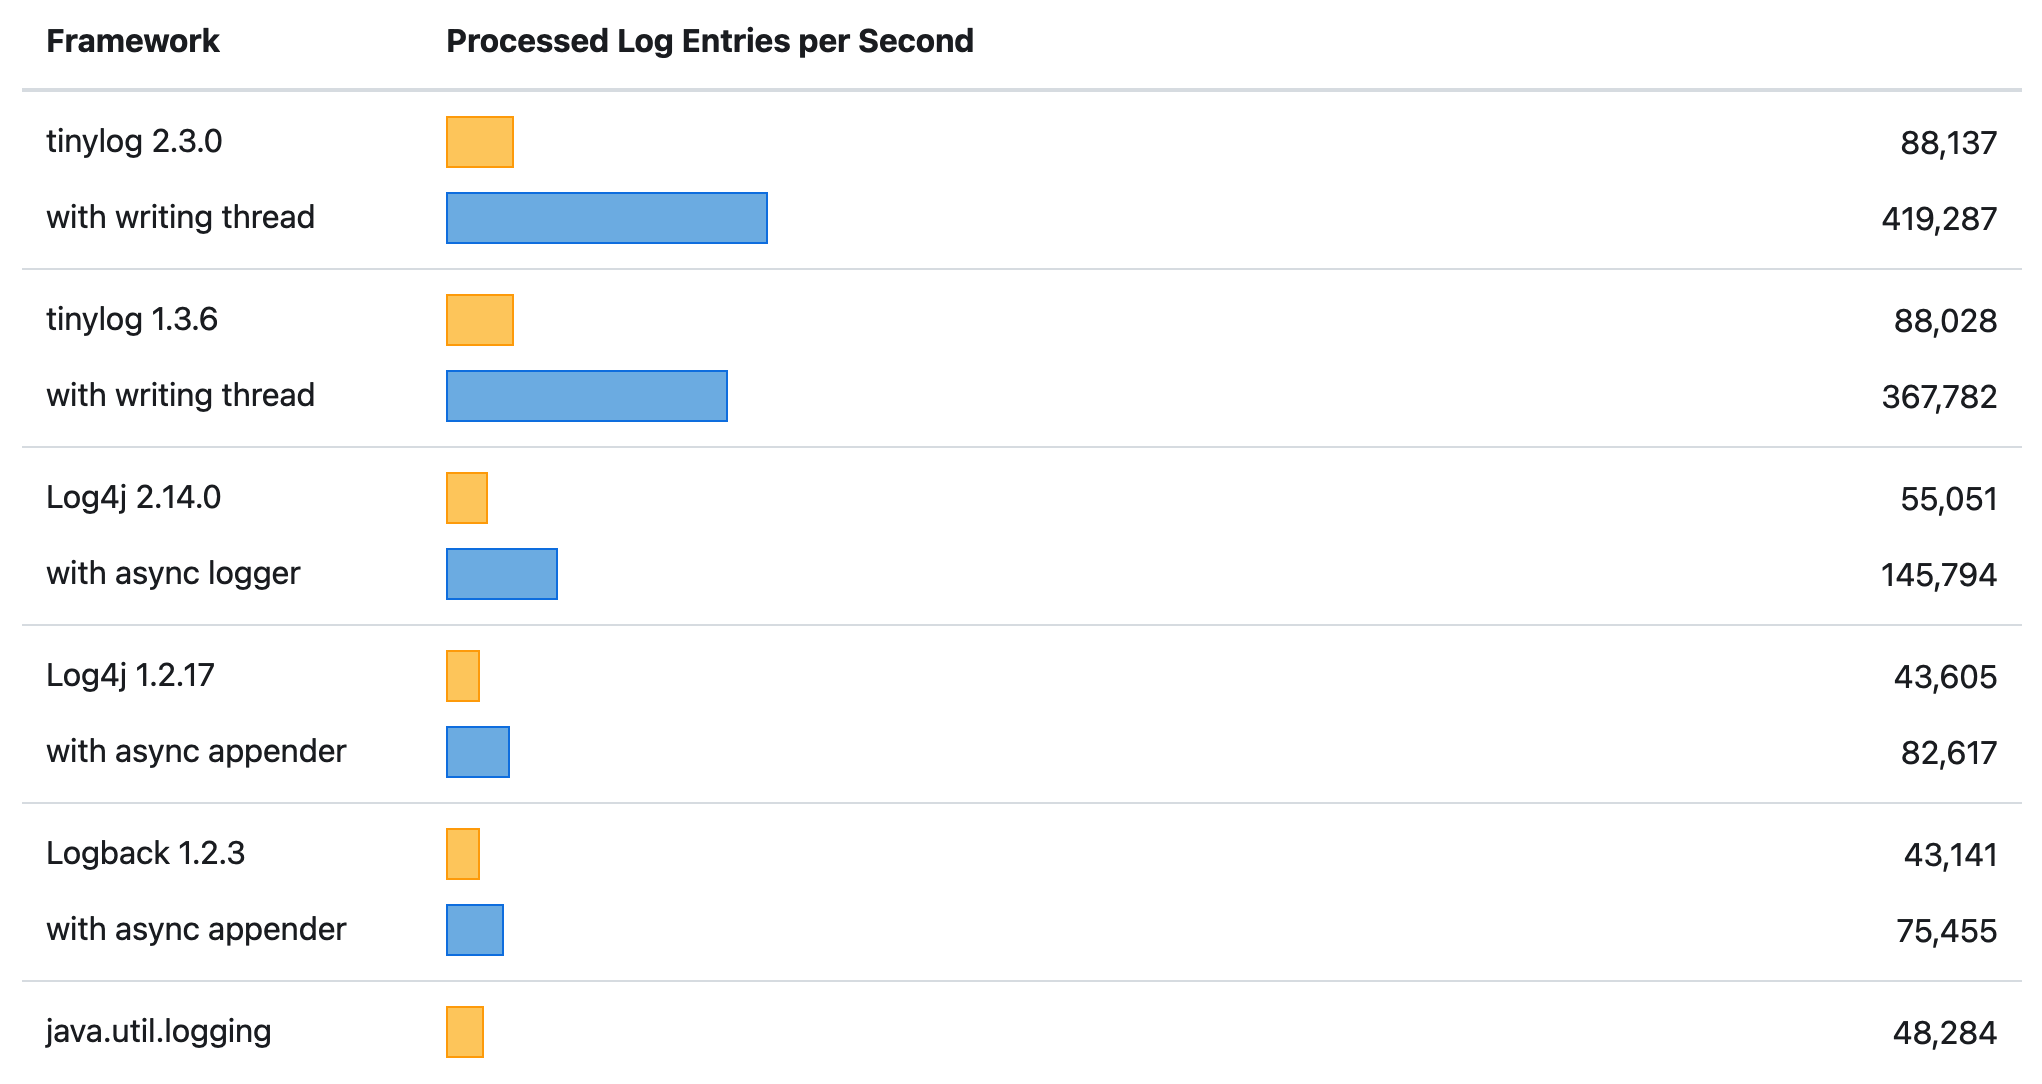 Framework Processed Log Entries per Second
tinylog 2.3.0 88,137
with writing thread 419,287
tinylog 1.3.6 88,028
with writing thread 367,782
Log4j 2.14.0 55,051
with async logger 145,794
Log4j 1.2.17 43,605
with async appender 82,617
Logback 1.2.3 43,141
with async appender 75,455
java.util.logging 48,284